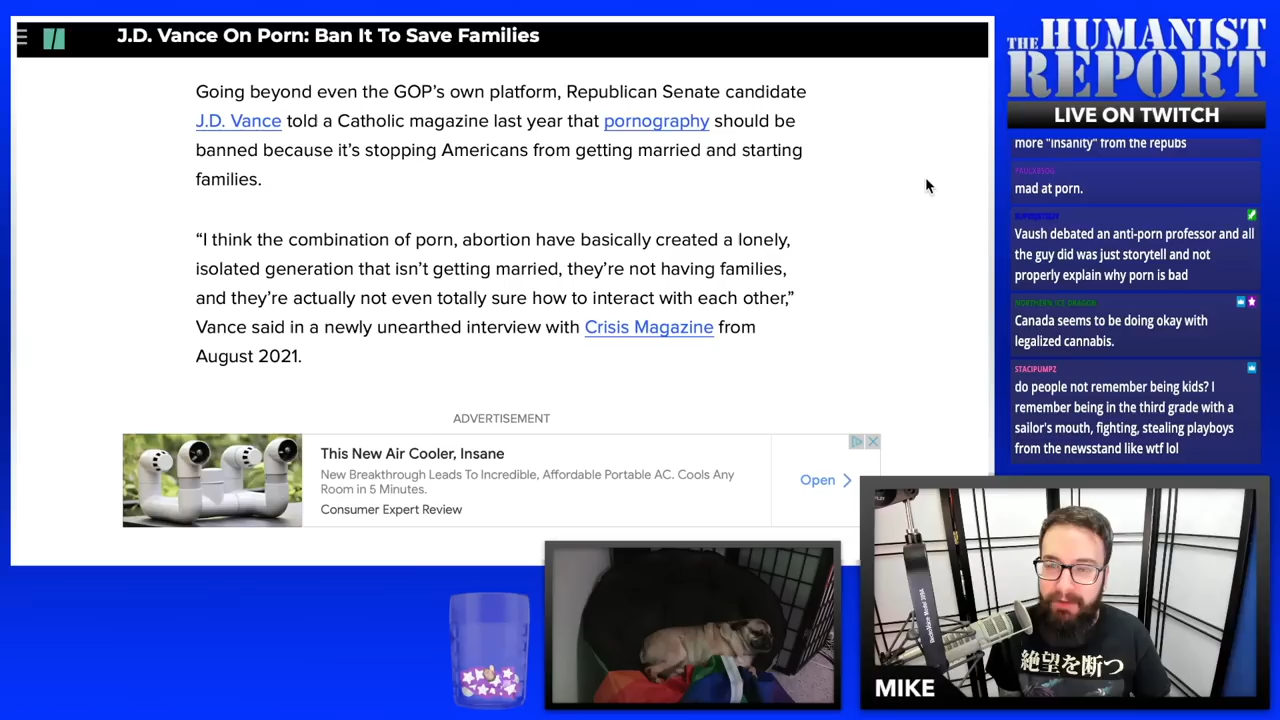 J.D. Vance On Porn: Ban It To Save Families
Going beyond even the GOP’s own platform, Republican Senate candidate
J.D. Vance told a Catholic magazine last year that pornography should be
banned because it’s stopping Americans from getting married and starting
families.
“I think the combination of porn, abortion have basically created a lonely,
isolated generation that isn’t getting married, they’re not having families,
and they’re actually not even totally sure how to interact with each other,”
Vance said in a newly unearthed interview with Crisis Magazine from
August 2021.
ADVERTISEMENT
This New Air Cooler, Insane
New Breakthrough Leads To Incredible, Affordable Portable AC. Cools Any
Room in 5 Minutes.
Consumer Expert Review
Open
THE HUMANIST
REPORT
LIVE ON TWITCH
more "insanity" from the repubs
mad at porn.
Vaush debated an anti-porn professor and all
the guy did was just storytell and not
properly explain why porn is bad
NORTHERN ICE DRAGON
Canada seems to be doing okay with
legalized cannabis.
STACIPUMPZ
do people not remember being kids? I
remember being in the third grade with a
sailor's mouth, fighting, stealing playboys
from the newsstand like wtf lol
絶望を断つ
MIKE